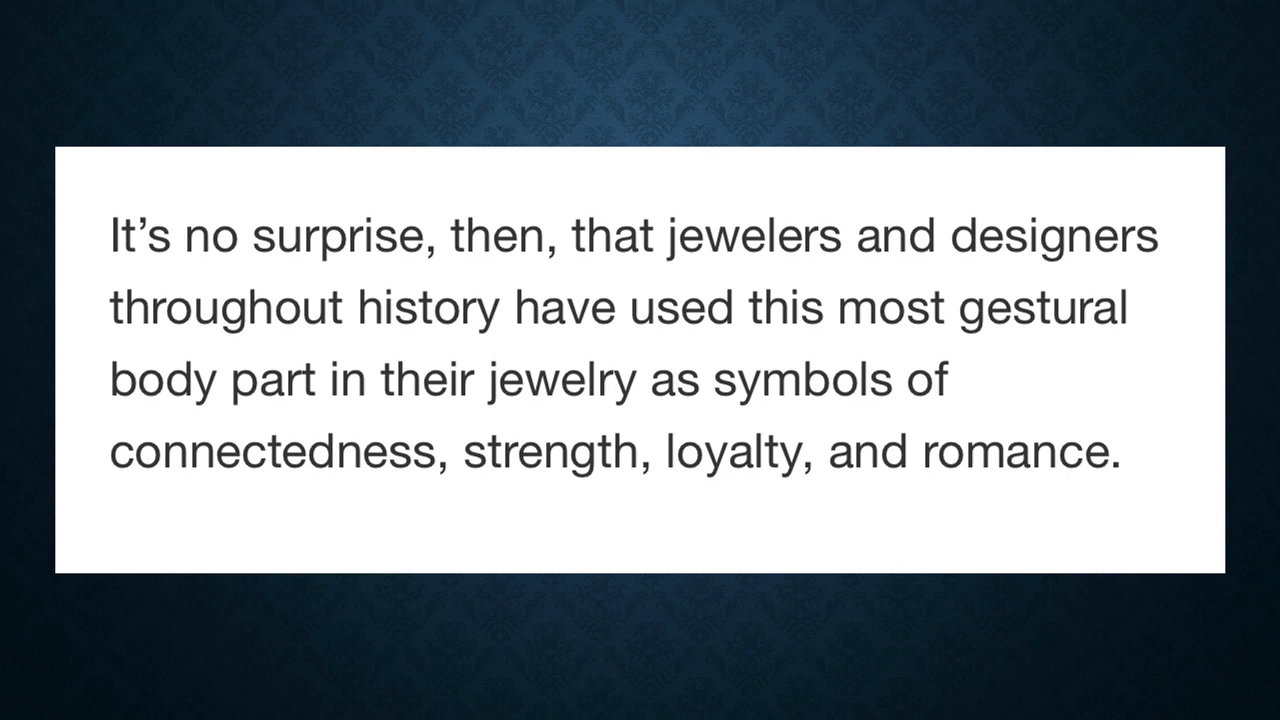 It’s no surprise, then, that jewelers and designers
throughout history have used this most gestural
body part in their jewelry as symbols of
connectedness, strength, loyalty, and romance.